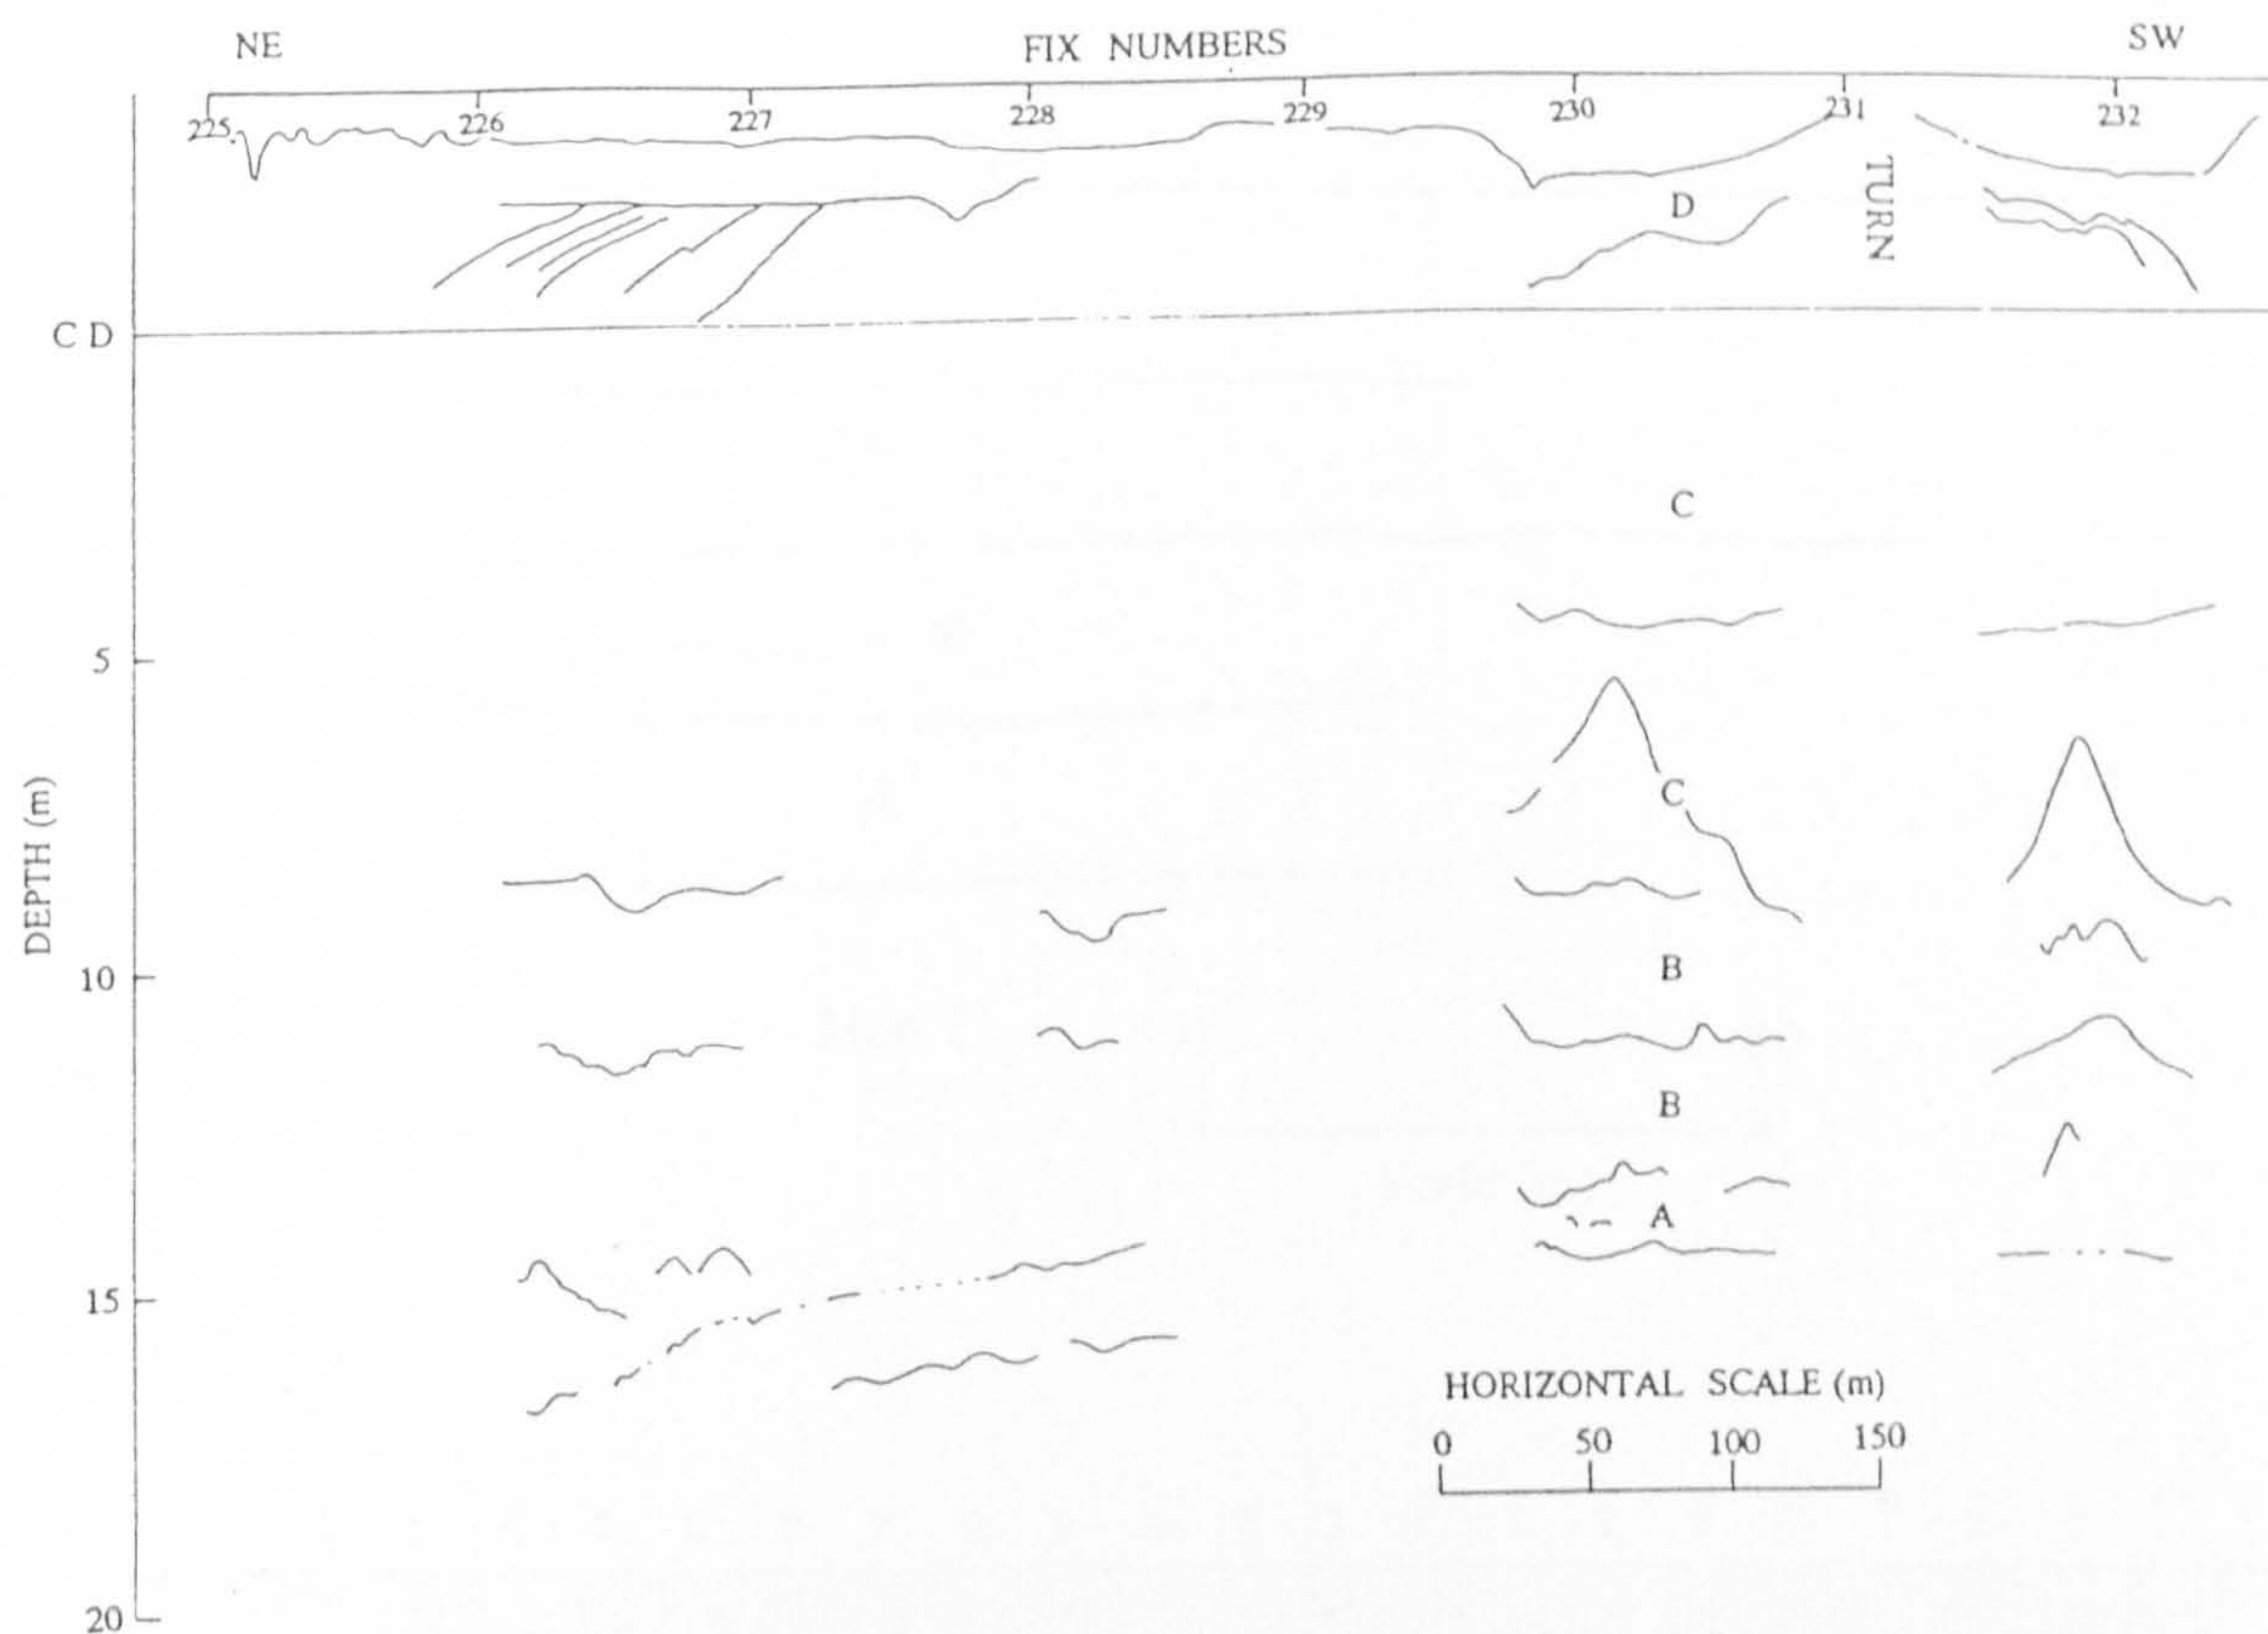 NE FIX NUMBERS SW
225 226 227 228 229 230 231 232
TURN
D
C D
C
5
C
DEPTH (m)
B
10
B
A
15
HORIZONTAL SCALE (m)
0 50 100 150
20